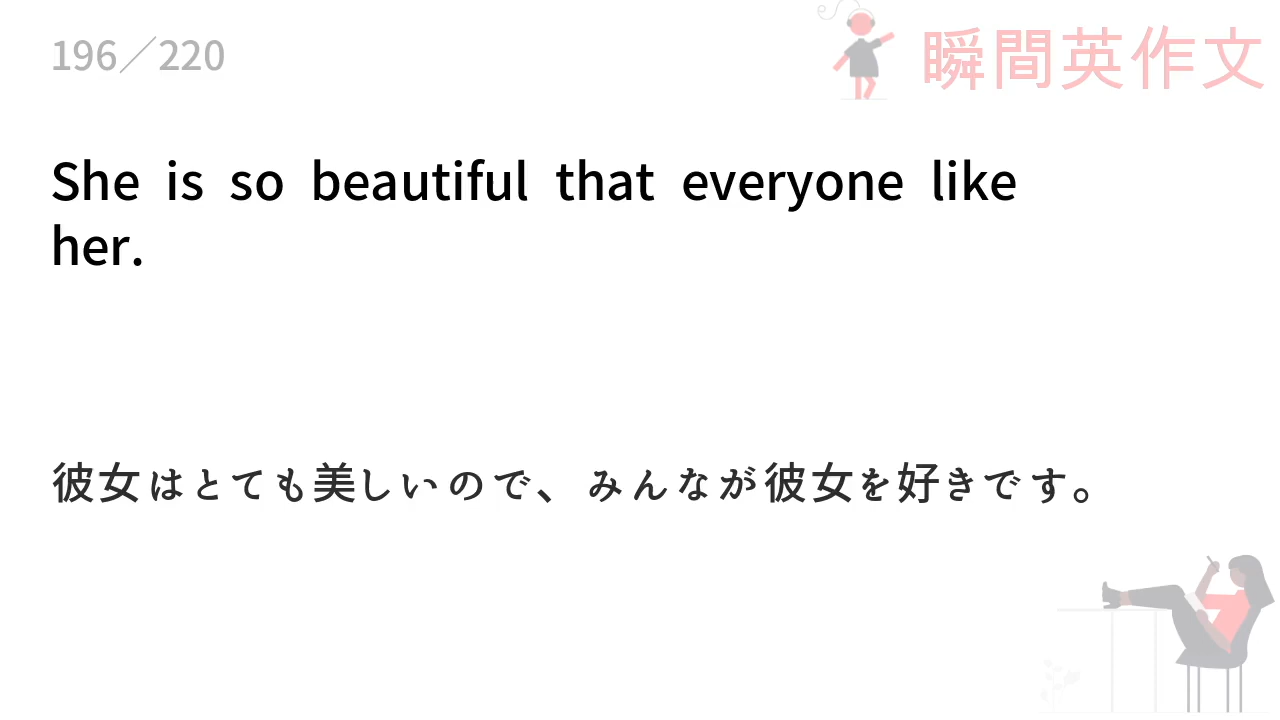 196／220
瞬間英作文
She is so beautiful that everyone like
her.
彼女はとても美しいので、みんなが彼女を好きです。